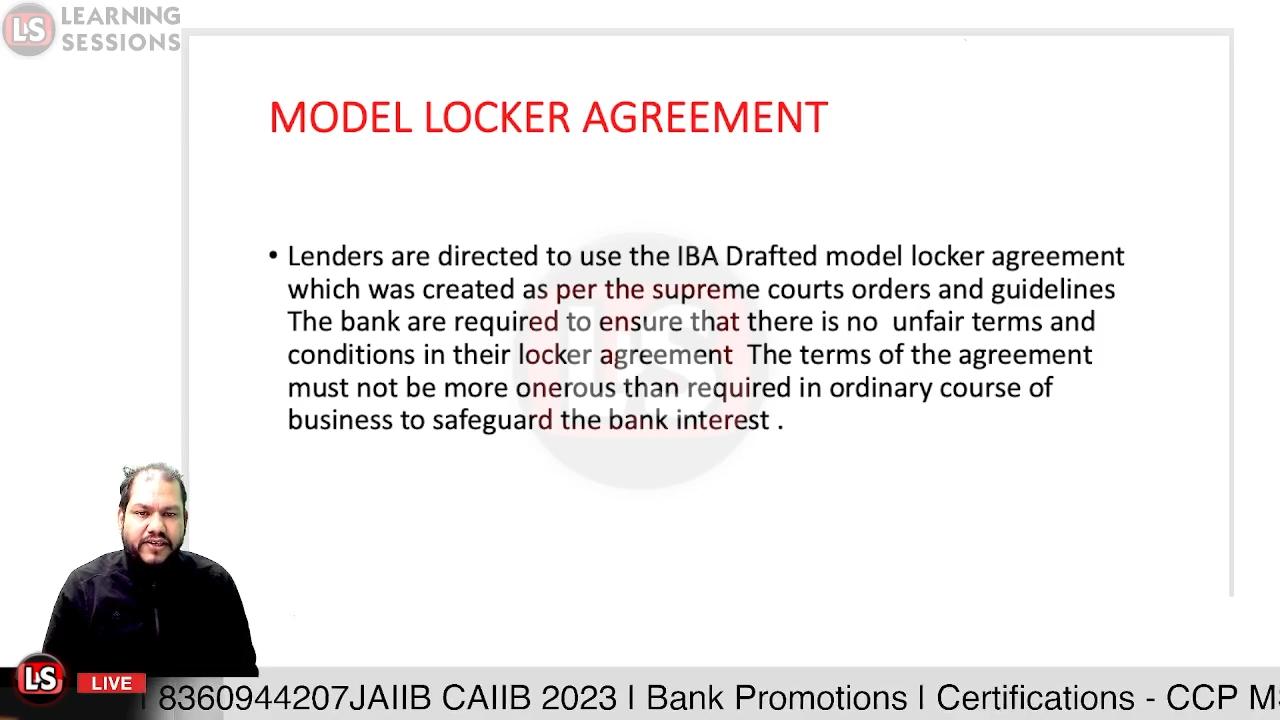 LEARNING
SESSIONS
LS
MODEL LOCKER AGREEMENT
• Lenders are directed to use the IBA Drafted model locker agreement
which was created as per the supreme courts orders and guidelines
The bank are required to ensure that there is no unfair terms and
conditions in their locker agreement The terms of the agreement
must not be more onerous than required in ordinary course of
business to safeguard the bank interest .
LS
LS
LIVE
8360944207JAIIB CAIIB 2023 I Bank Promotions I Certifications - CCP